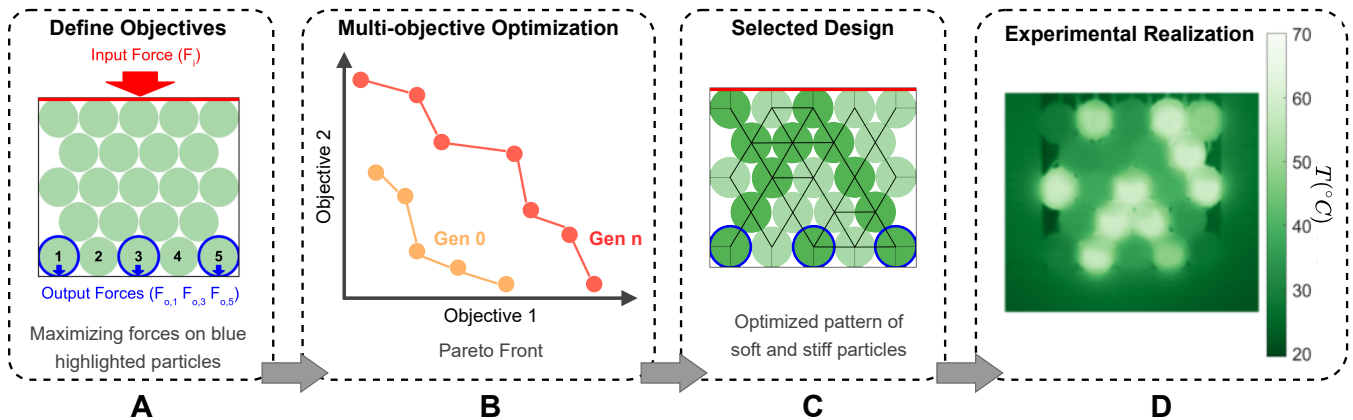 Define Objectives
Input Force (Fi)
1 2 3 4 5
Output Forces (Fo,1 Fo,3 Fo,5)
Maximizing forces on blue
highlighted particles
A
Multi-objective Optimization
Objective 2
Gen 0
Gen n
Objective 1
Pareto Front
B
Selected Design
Optimized pattern of
soft and stiff particles
C
Experimental Realization
70
60
50
40
30
20
T(°C)
D